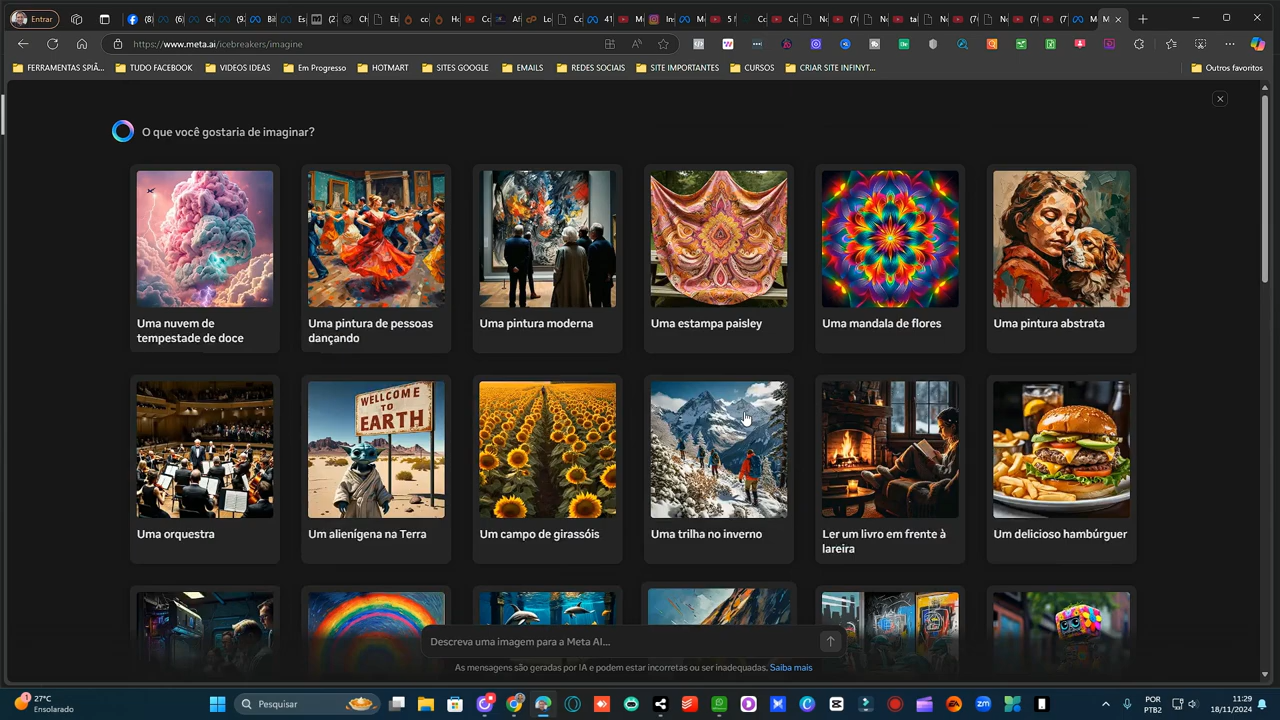 Entrar
https://www.meta.ai/icebreakers/imagine
FERRAMENTAS SPIÃ... TUDO FACEBOOK VIDEOS IDEAS Em Progresso HOTMART SITES GOOGLE EMAILS REDES SOCIAIS SITE IMPORTANTES CURSOS CRIAR SITE INFINYT... Outros favoritos
O que você gostaria de imaginar?
Uma nuvem de
tempestade de doce
Uma pintura de pessoas
dançando
Uma pintura moderna
Uma estampa paisley
Uma mandala de flores
Uma pintura abstrata
WELLCOME
TO
EARTH
Uma orquestra
Um alienígena na Terra
Um campo de girassóis
Uma trilha no inverno
Ler um livro em frente à
lareira
Um delicioso hambúrguer
Descreva uma imagem para a Meta AI...
As mensagens são geradas por IA e podem estar incorretas ou ser inadequadas. Saiba mais
27°C
Ensolarado
Pesquisar
POR
PTB2
11:29
18/11/2024